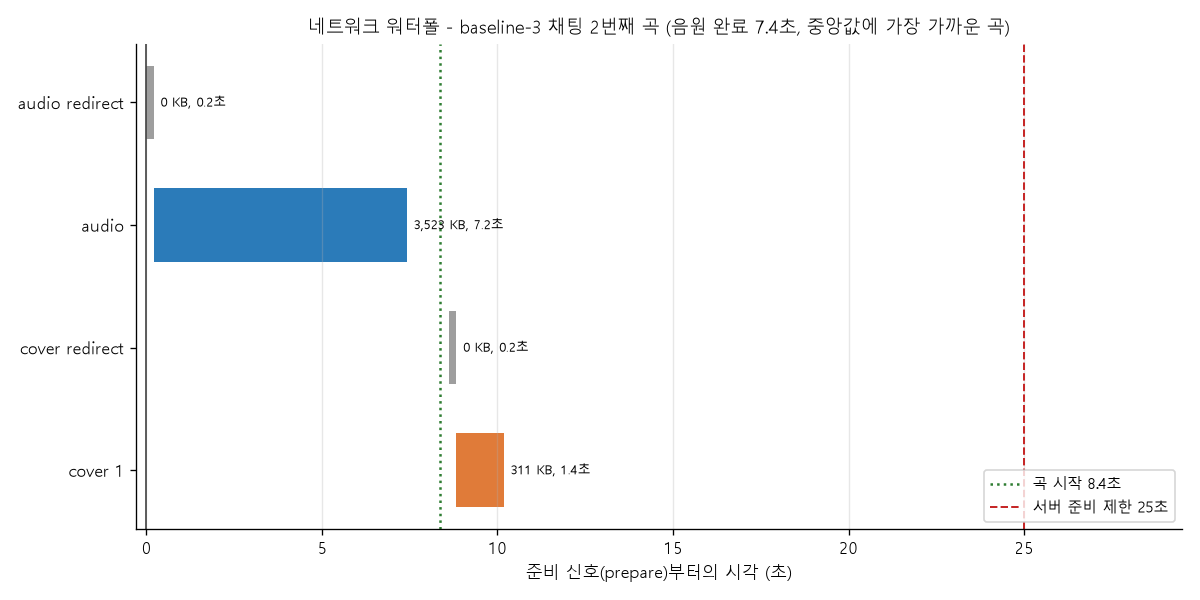 네트워크 워터폴 - baseline-3 채팅 2번째 곡 (음원 완료 7.4초, 중앙값에 가장 가까운 곡)
audio redirect
0 KB, 0.2초
audio
3,523 KB, 7.2초
cover redirect
0 KB, 0.2초
cover 1
311 KB, 1.4초
곡 시작 8.4초
서버 준비 제한 25초
0 5 10 15 20 25
준비 신호(prepare)부터의 시각 (초)